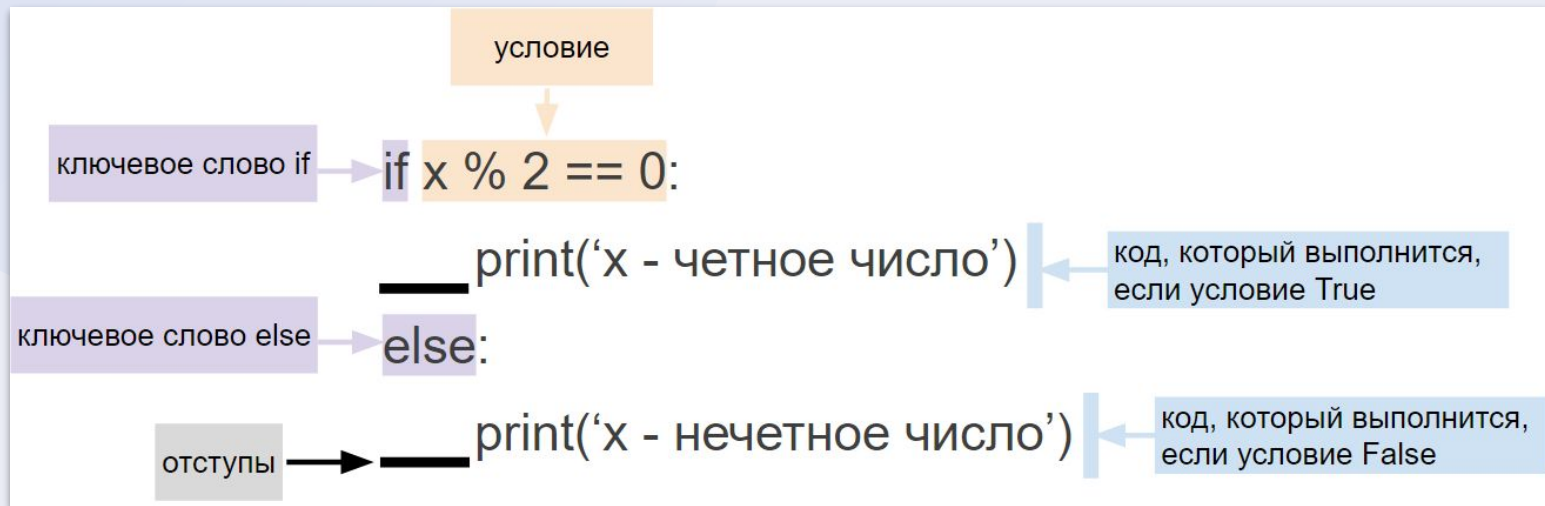 условие
ключевое слово if
if x % 2 == 0:
print(‘x - четное число’)
код, который выполнится,
если условие True
ключевое слово else
else:
print(‘x - нечетное число’)
код, который выполнится,
если условие False
отступы